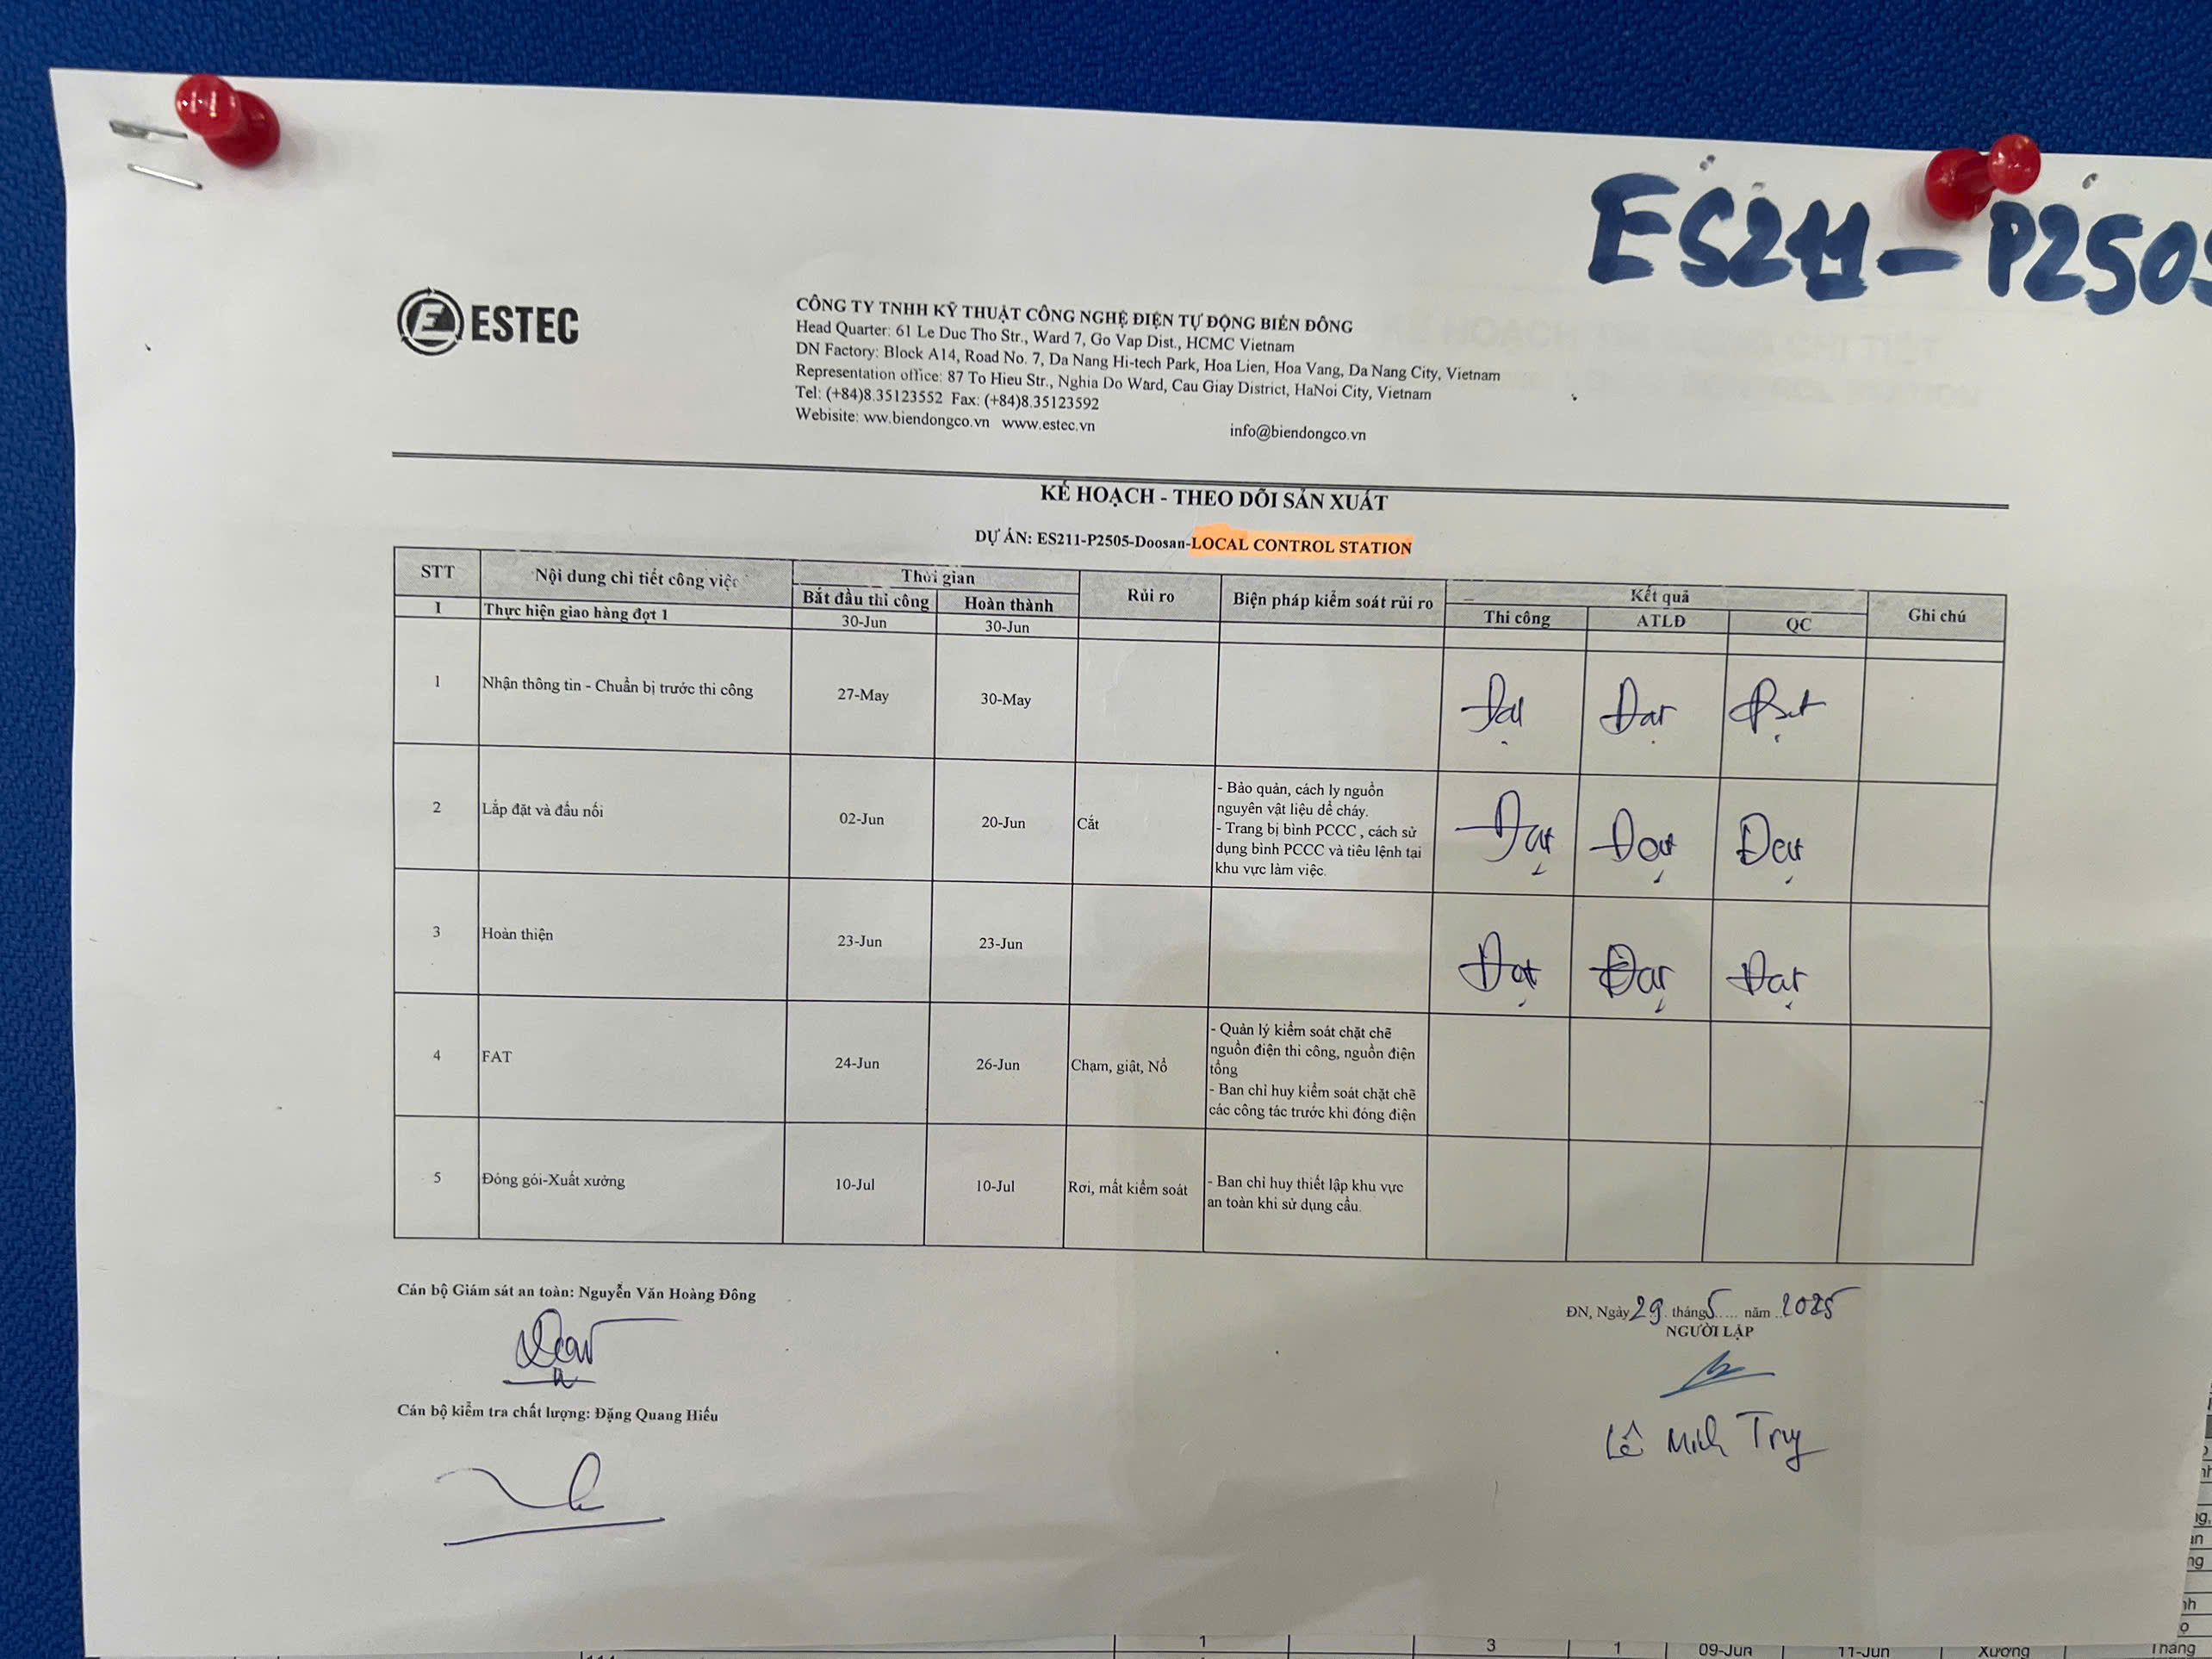 ES211-P2505
ESTEC
CÔNG TY TNHH KỸ THUẬT CÔNG NGHỆ ĐIỆN TỰ ĐỘNG BIỂN ĐÔNG
Head Quarter: 61 Le Duc Tho Str., Ward 7, Go Vap Dist., HCMC Vietnam
DN Factory: Block A14, Road No. 7, Da Nang Hi-tech Park, Hoa Lien, Hoa Vang, Da Nang City, Vietnam
Representation office: 87 To Hieu Str., Nghia Do Ward, Cau Giay District, HaNoi City, Vietnam
Tel: (+84)8.35123552 Fax: (+84)8.35123592
Webisite: ww.biendongco.vn www.estec.vn info@biendongco.vn
KẾ HOẠCH - THEO DÕI SẢN XUẤT
DỰ ÁN: ES211-P2505-Doosan-LOCAL CONTROL STATION
STT Nội dung chi tiết công việc Thời gian Rủi ro Biện pháp kiểm soát rủi ro Kết quả Ghi chú
Bắt đầu thi công Hoàn thành Thi công ATLĐ QC
I Thực hiện giao hàng đợt 1 30-Jun 30-Jun
1 Nhận thông tin - Chuẩn bị trước thi công 27-May 30-May Đạt Đạt Đạt
2 Lắp đặt và đấu nối 02-Jun 20-Jun Cắt
- Bảo quản, cách ly nguồn
nguyên vật liệu dể cháy.
- Trang bị bình PCCC , cách sử
dụng bình PCCC và tiêu lệnh tại
khu vực làm việc.
Đạt Đạt Đạt
3 Hoàn thiện 23-Jun 23-Jun Đạt Đạt Đạt
4 FAT 24-Jun 26-Jun Chạm, giật, Nổ
- Quản lý kiểm soát chặt chẽ
nguồn điện thi công, nguồn điện
tổng
- Ban chỉ huy kiểm soát chặt chẽ
các công tác trước khi đóng điện
5 Đóng gói-Xuất xưởng 10-Jul 10-Jul Rơi, mất kiểm soát
- Ban chỉ huy thiết lập khu vực
an toàn khi sử dụng cẩu.
Cán bộ Giám sát an toàn: Nguyễn Văn Hoàng Đông
ĐN, Ngày 29 tháng 5 năm 2025
NGƯỜI LẬP
Cán bộ kiểm tra chất lượng: Đặng Quang Hiếu
Lê Minh Truy
1 3 1 09-Jun 11-Jun Xưởng Tháng